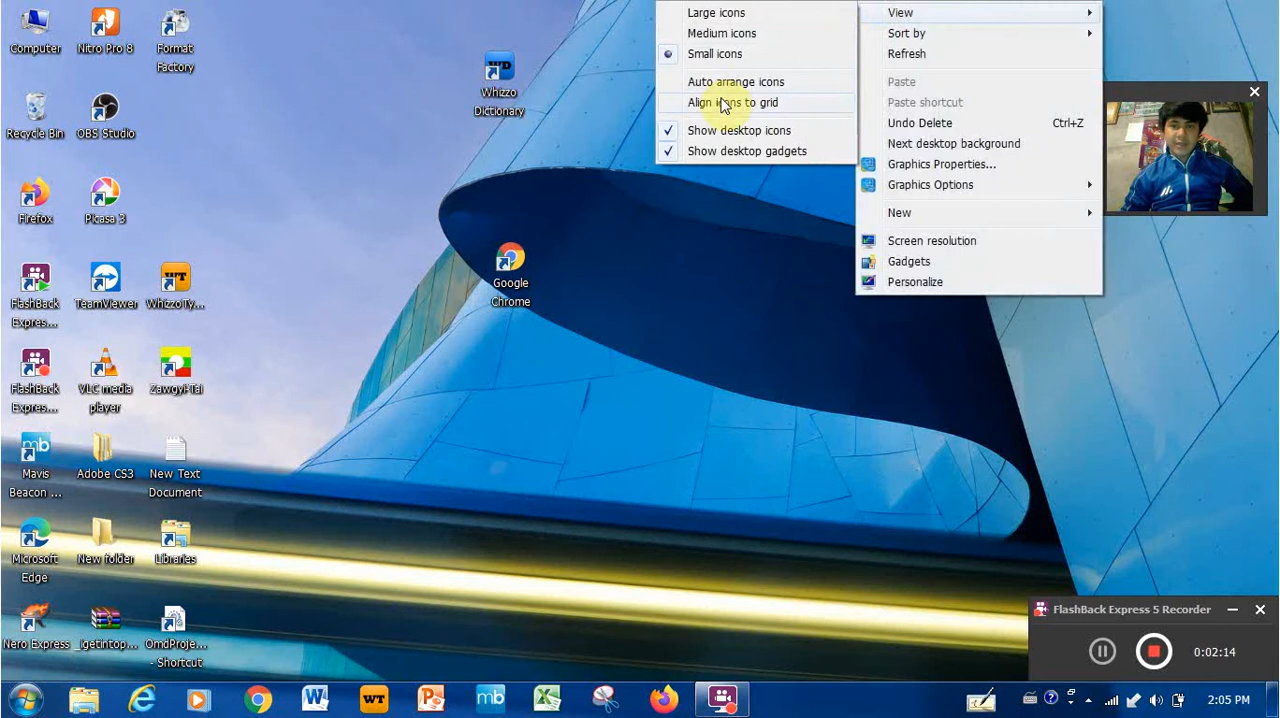 Computer
Nitro Pro 8
Format
Factory
Recycle Bin
OBS Studio
Firefox
Picasa 3
FlashBack
Expres...
TeamViewer
WhizzoTy...
FlashBack
Expres...
VLC media
player
Zawgyi-Tai
Mavis
Beacon ...
Adobe CS3
New Text
Document
Microsoft
Edge
New folder
Libraries
Nero Express
_igetintop...
OmdProje...
- Shortcut
Whizzo
Dictionary
Google
Chrome
Large icons
Medium icons
Small icons
Auto arrange icons
Align icons to grid
Show desktop icons
Show desktop gadgets
View
Sort by
Refresh
Paste
Paste shortcut
Undo Delete Ctrl+Z
Next desktop background
Graphics Properties...
Graphics Options
New
Screen resolution
Gadgets
Personalize
FlashBack Express 5 Recorder
0:02:14
WT
mb
2:05 PM